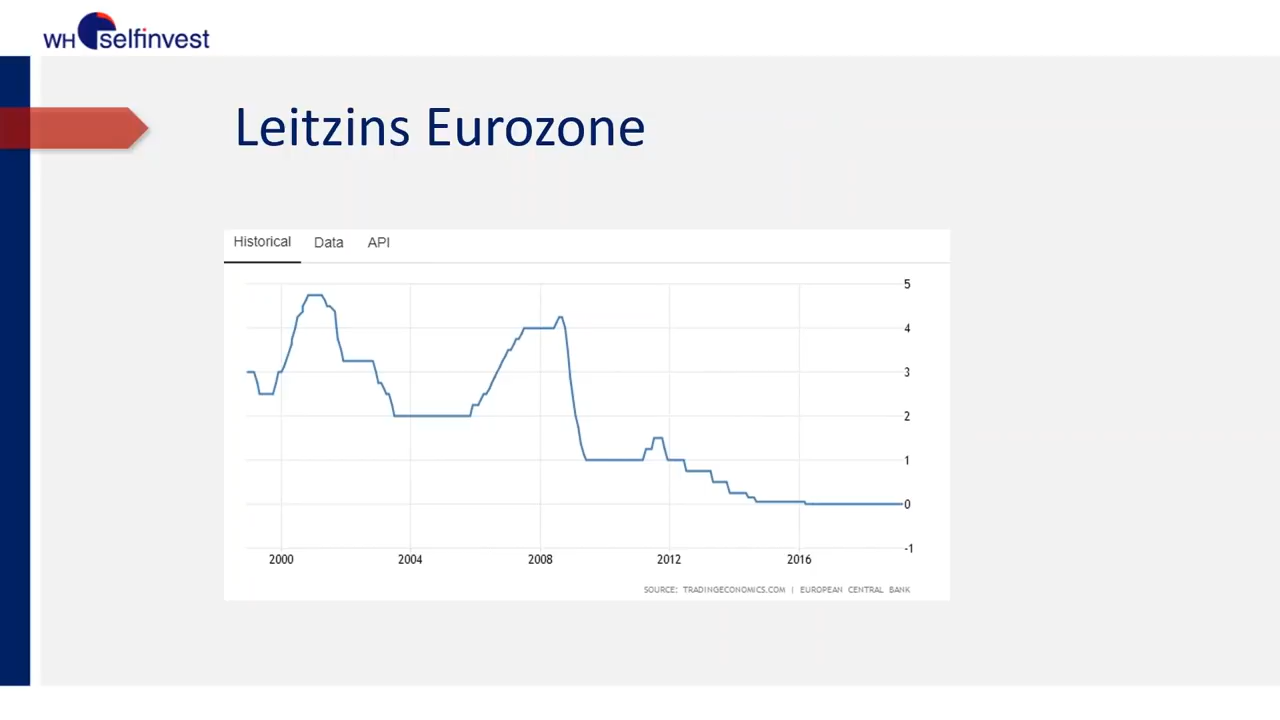 WH selfinvest
Leitzins Eurozone
Historical Data API
5
4
3
2
1
0
-1
2000 2004 2008 2012 2016
SOURCE: TRADINGECONOMICS.COM | EUROPEAN CENTRAL BANK